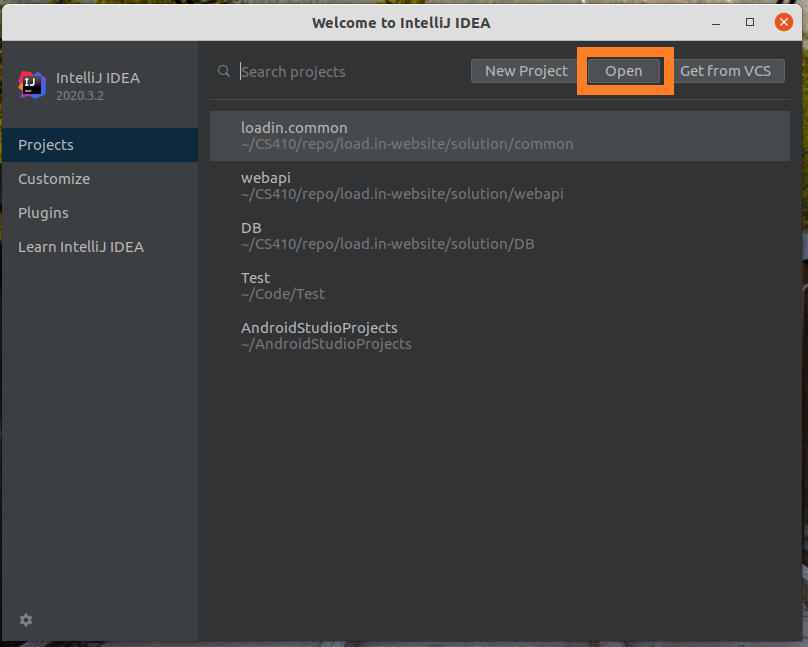 Welcome to IntelliJ IDEA
IJ
IntelliJ IDEA
2020.3.2
Projects
Customize
Plugins
Learn IntelliJ IDEA
Search projects
New Project
Open
Get from VCS
loadin.common
~/CS410/repo/load.in-website/solution/common
webapi
~/CS410/repo/load.in-website/solution/webapi
DB
~/CS410/repo/load.in-website/solution/DB
Test
~/Code/Test
AndroidStudioProjects
~/AndroidStudioProjects